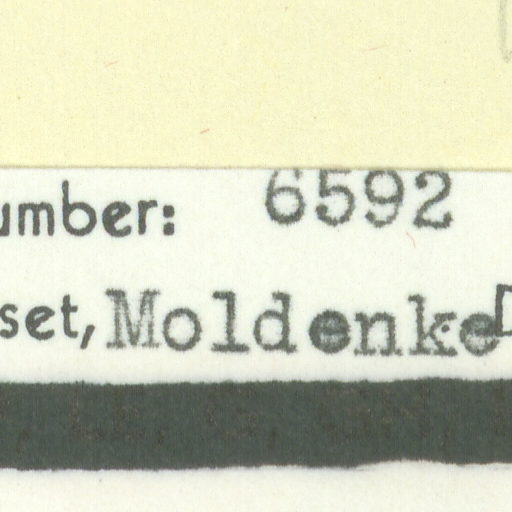 umber: 6592
set, Moldenke